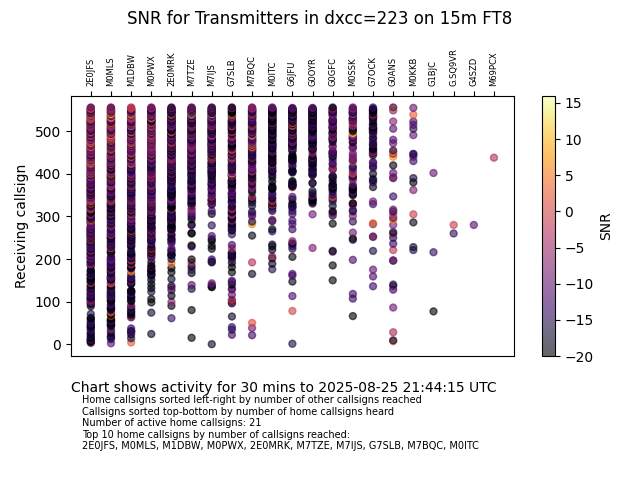 SNR for Transmitters in dxcc=223 on 15m FT8
2E0JFS M0MLS M1DBW M0PWX 2E0MRK M7TZE M7IJS G7SLB M7BQC M0ITC G6JFU G0OYR G0GFC M0SSK G7OCK G0ANS M0KKB G1BJC G.SQ9VR G4SZD M69PCX
Receiving callsign
500
400
300
200
100
0
15
10
5
0
−5
−10
−15
−20
SNR
Chart shows activity for 30 mins to 2025-08-25 21:44:15 UTC
Home callsigns sorted left-right by number of other callsigns reached
Callsigns sorted top-bottom by number of home callsigns heard
Number of active home callsigns: 21
Top 10 home callsigns by number of callsigns reached:
2E0JFS, M0MLS, M1DBW, M0PWX, 2E0MRK, M7TZE, M7IJS, G7SLB, M7BQC, M0ITC